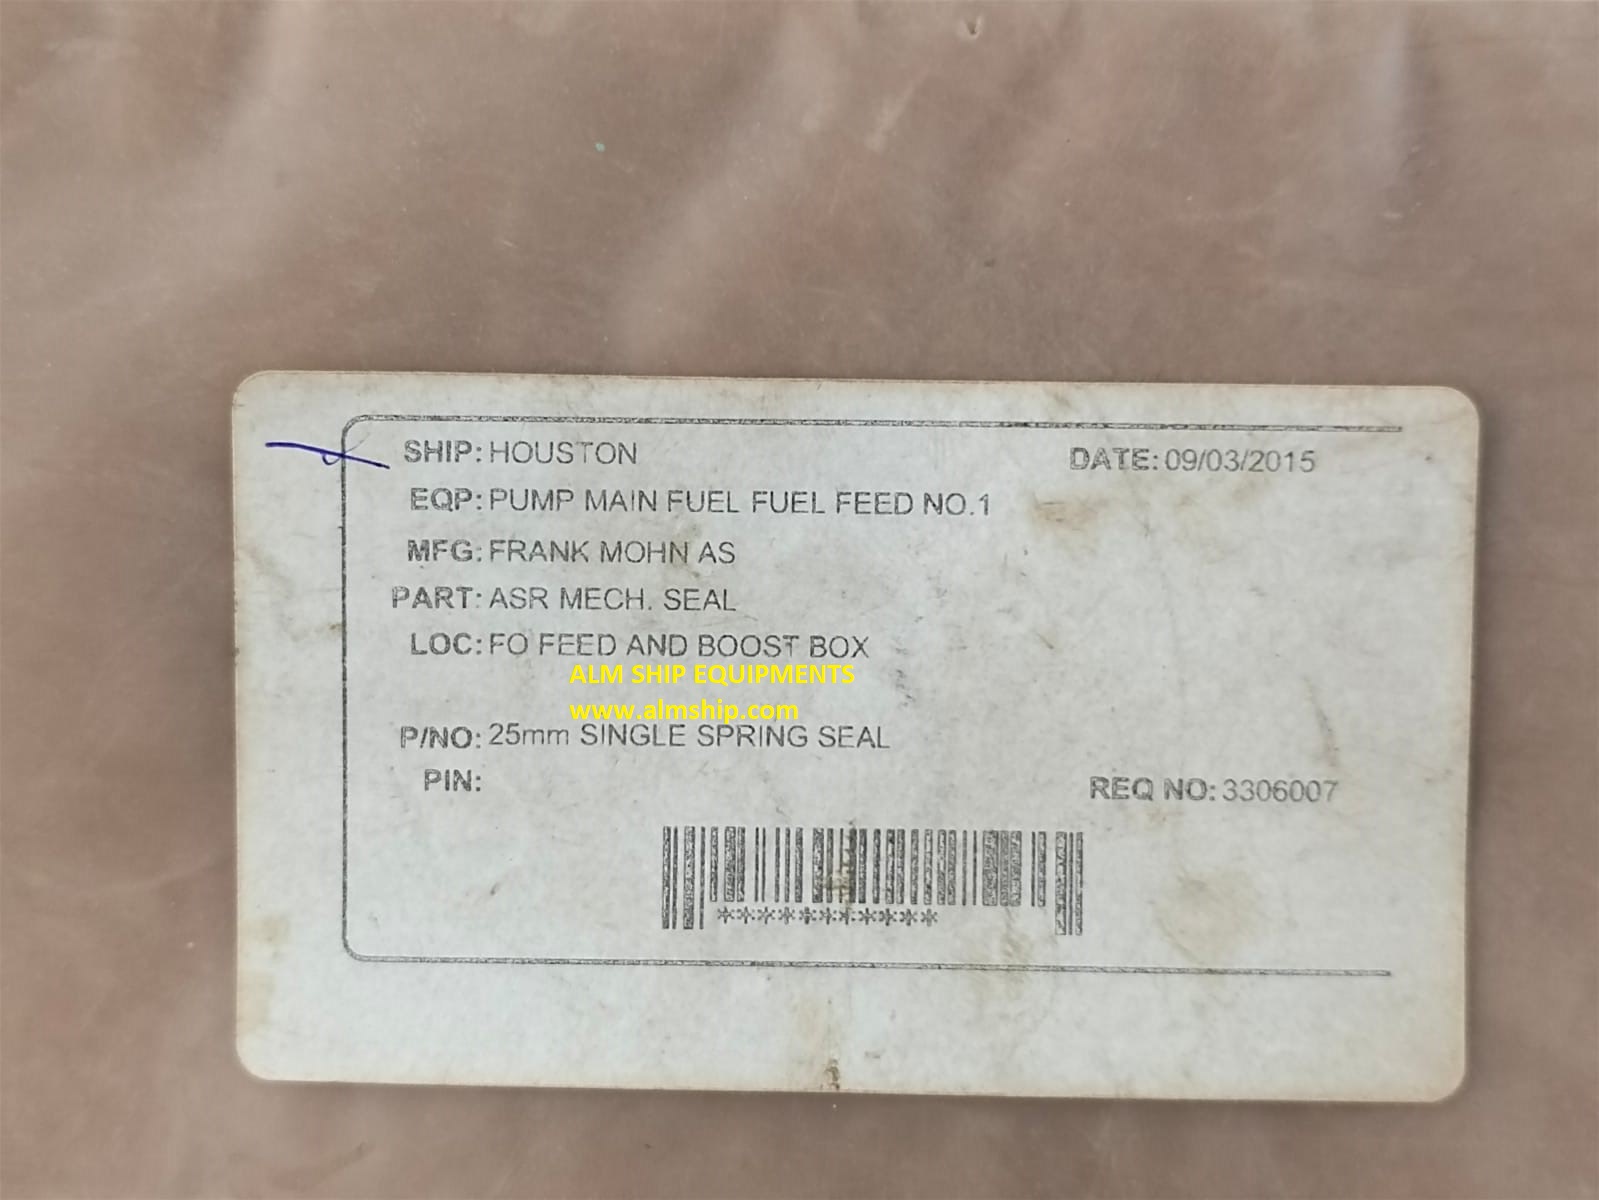 SHIP: HOUSTON DATE: 09/03/2015
EQP: PUMP MAIN FUEL FUEL FEED NO.1
MFG: FRANK MOHN AS
PART: ASR MECH. SEAL
LOC: FO FEED AND BOOST BOX
ALM SHIP EQUIPMENTS
www.almship.com
P/NO: 25mm SINGLE SPRING SEAL
PIN: REQ NO: 3306007
***********